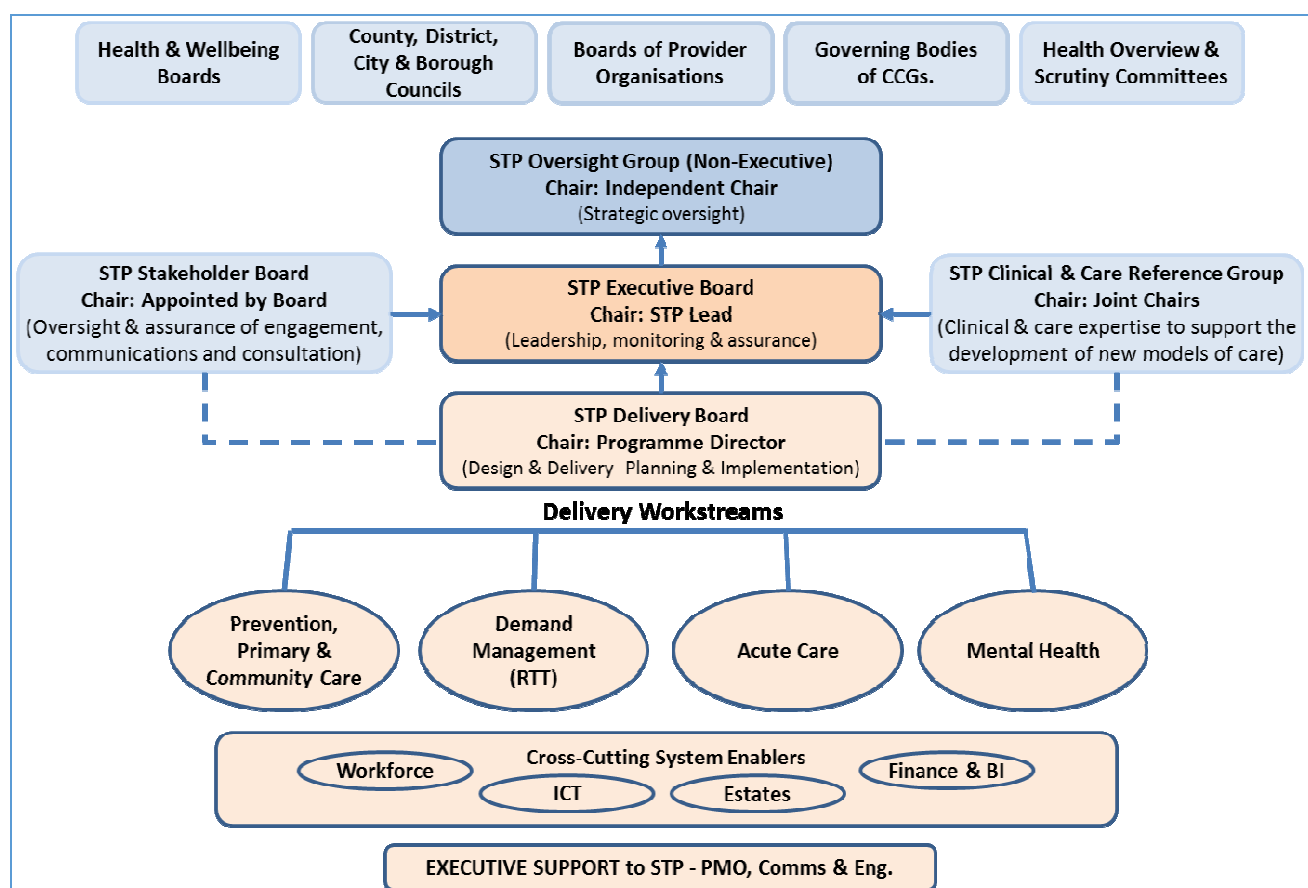 Health & Wellbeing
Boards
County, District,
City & Borough
Councils
Boards of Provider
Organisations
Governing Bodies
of CCGs.
Health Overview &
Scrutiny Committees
STP Oversight Group (Non-Executive)
Chair: Independent Chair
(Strategic oversight)
STP Stakeholder Board
Chair: Appointed by Board
(Oversight & assurance of engagement,
communications and consultation)
STP Executive Board
Chair: STP Lead
(Leadership, monitoring & assurance)
STP Clinical & Care Reference Group
Chair: Joint Chairs
(Clinical & care expertise to support the
development of new models of care)
STP Delivery Board
Chair: Programme Director
(Design & Delivery Planning & Implementation)
Delivery Workstreams
Prevention,
Primary &
Community Care
Demand
Management
(RTT)
Acute Care
Mental Health
Cross-Cutting System Enablers
Workforce
ICT
Estates
Finance & BI
EXECUTIVE SUPPORT to STP - PMO, Comms & Eng.